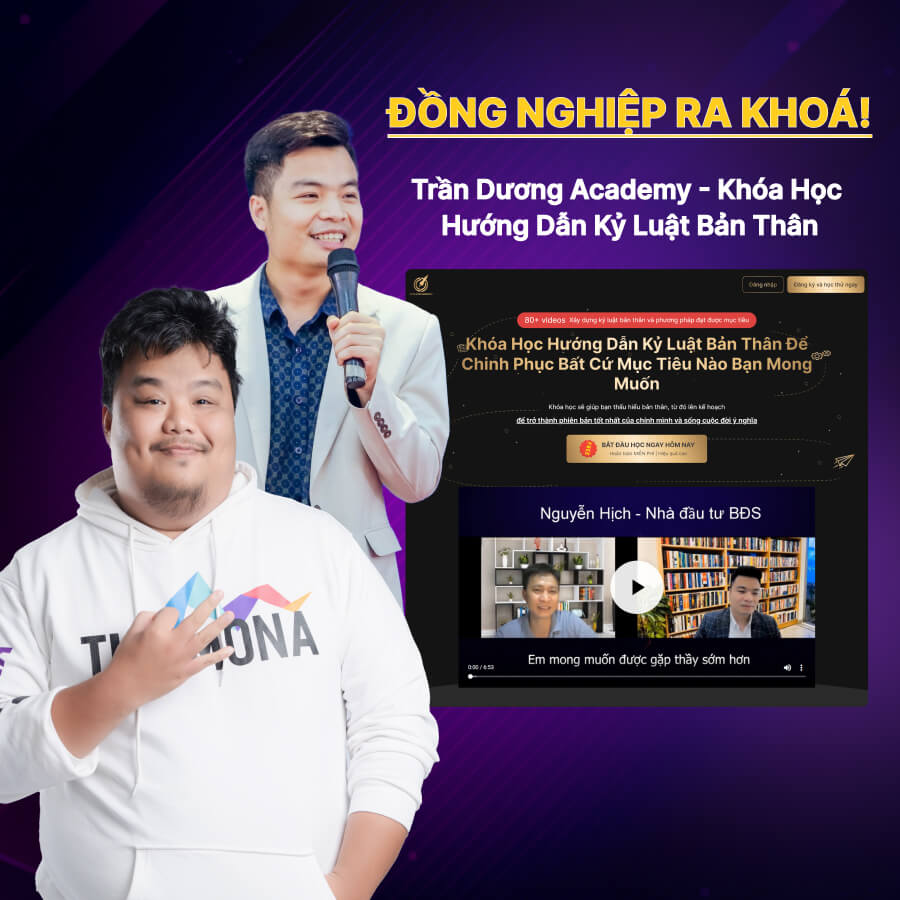 ĐỒNG NGHIỆP RA KHOÁ!
Trần Dương Academy - Khóa Học
Hướng Dẫn Kỷ Luật Bản Thân
Đăng nhập
Đăng ký và học thử ngay
80+ videos Xây dựng kỷ luật bản thân và phương pháp đạt được mục tiêu
Khóa Học Hướng Dẫn Kỷ Luật Bản Thân Để
Chinh Phục Bất Cứ Mục Tiêu Nào Bạn Mong
Muốn
Khóa học sẽ giúp bạn thấu hiểu bản thân, từ đó lên kế hoạch
để trở thành phiên bản tốt nhất của chính mình và sống cuộc đời ý nghĩa
BẮT ĐẦU HỌC NGAY HÔM NAY
Hoàn toàn MIỄN PHÍ | Hiệu quả cao
Nguyễn Hịch - Nhà đầu tư BĐS
Em mong muốn được gặp thầy sớm hơn
0:00 / 6:53
MONA